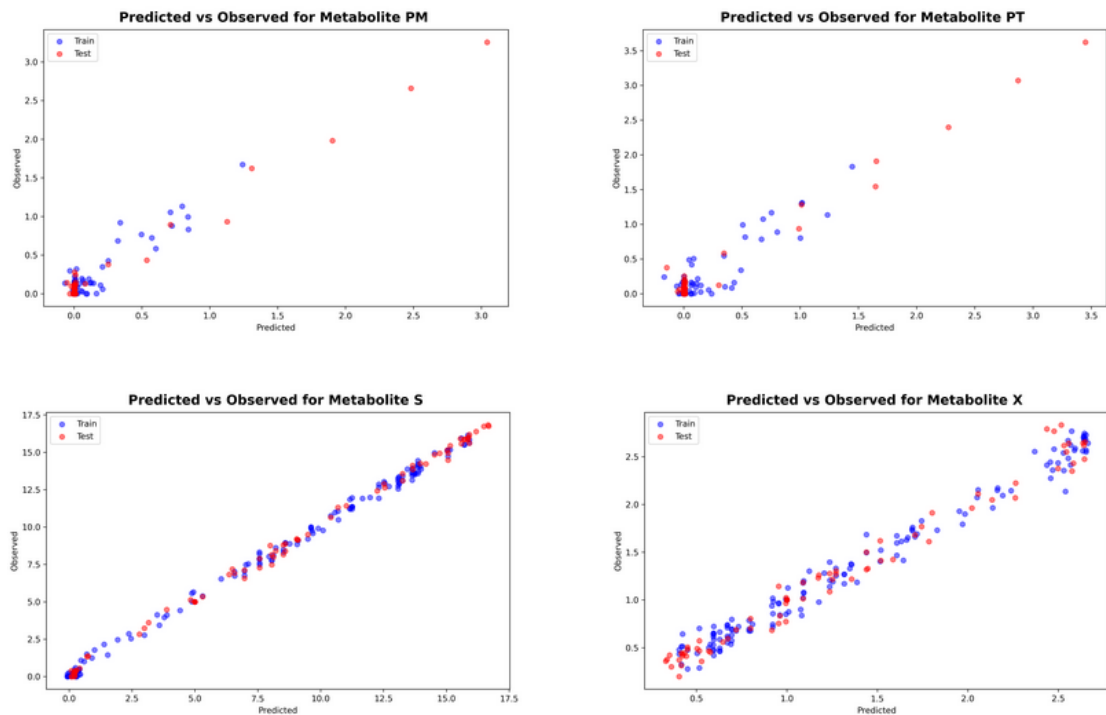 Predicted vs Observed for Metabolite PM
Train
Test
3.0
2.5
2.0
1.5
1.0
0.5
0.0
Observed
0.0 0.5 1.0 1.5 2.0 2.5 3.0
Predicted
Predicted vs Observed for Metabolite PT
Train
Test
3.5
3.0
2.5
2.0
1.5
1.0
0.5
0.0
Observed
0.0 0.5 1.0 1.5 2.0 2.5 3.0 3.5
Predicted
Predicted vs Observed for Metabolite S
Train
Test
17.5
15.0
12.5
10.0
7.5
5.0
2.5
0.0
Observed
0.0 2.5 5.0 7.5 10.0 12.5 15.0 17.5
Predicted
Predicted vs Observed for Metabolite X
Train
Test
2.5
2.0
1.5
1.0
0.5
Observed
0.5 1.0 1.5 2.0 2.5
Predicted